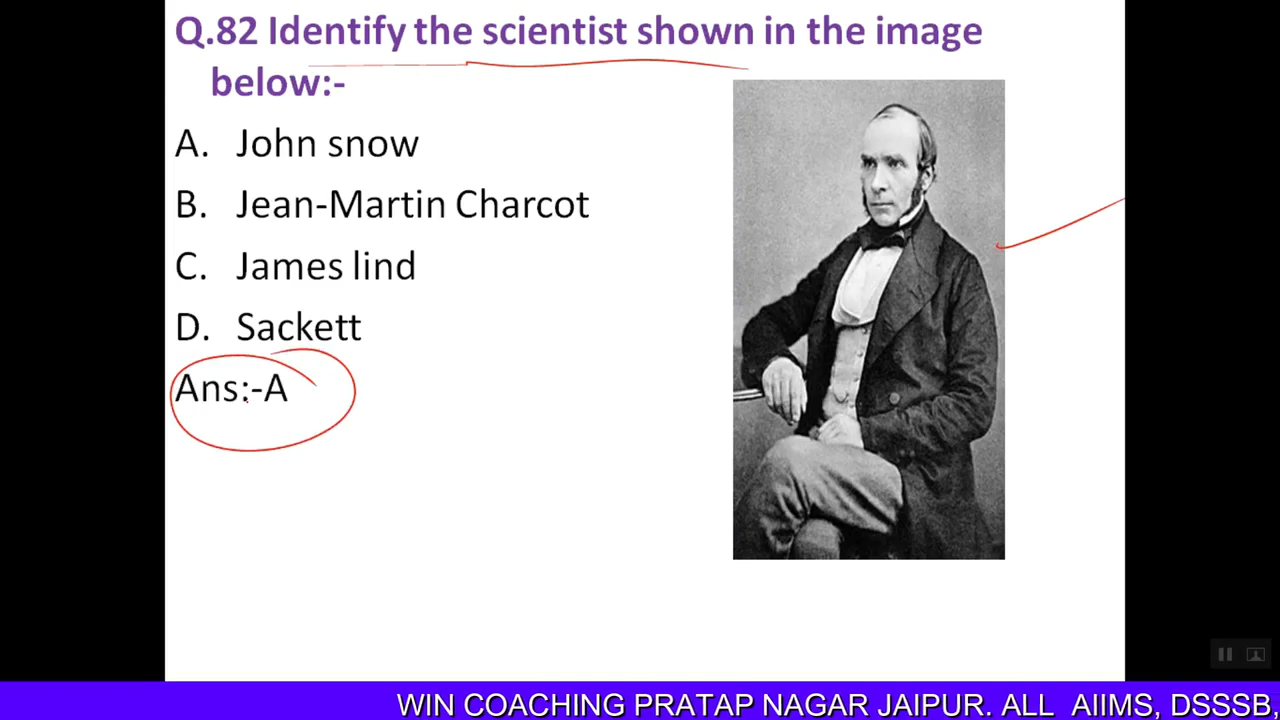 Q.82 Identify the scientist shown in the image
below:-
A. John snow
B. Jean-Martin Charcot
C. James lind
D. Sackett
Ans:-A
WIN COACHING PRATAP NAGAR JAIPUR. ALL AIIMS, DSSSB.